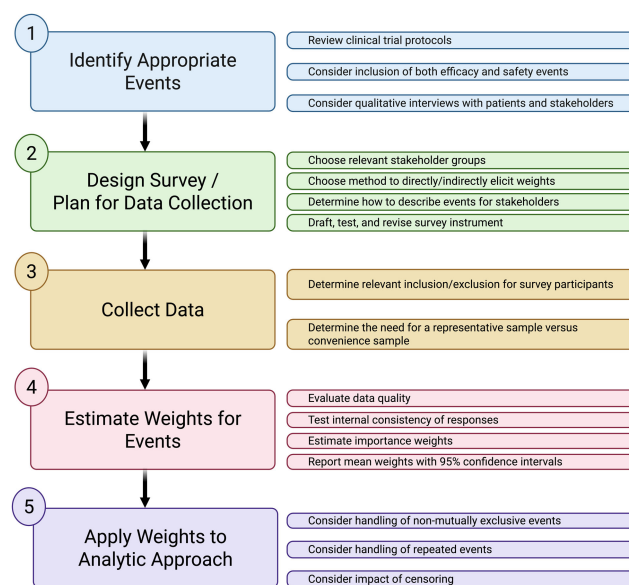 1
Identify Appropriate
Events
Review clinical trial protocols
Consider inclusion of both efficacy and safety events
Consider qualitative interviews with patients and stakeholders
2
Design Survey /
Plan for Data Collection
Choose relevant stakeholder groups
Choose method to directly/indirectly elicit weights
Determine how to describe events for stakeholders
Draft, test, and revise survey instrument
3
Collect Data
Determine relevant inclusion/exclusion for survey participants
Determine the need for a representative sample versus
convenience sample
4
Estimate Weights for
Events
Evaluate data quality
Test internal consistency of responses
Estimate importance weights
Report mean weights with 95% confidence intervals
5
Apply Weights to
Analytic Approach
Consider handling of non-mutually exclusive events
Consider handling of repeated events
Consider impact of censoring